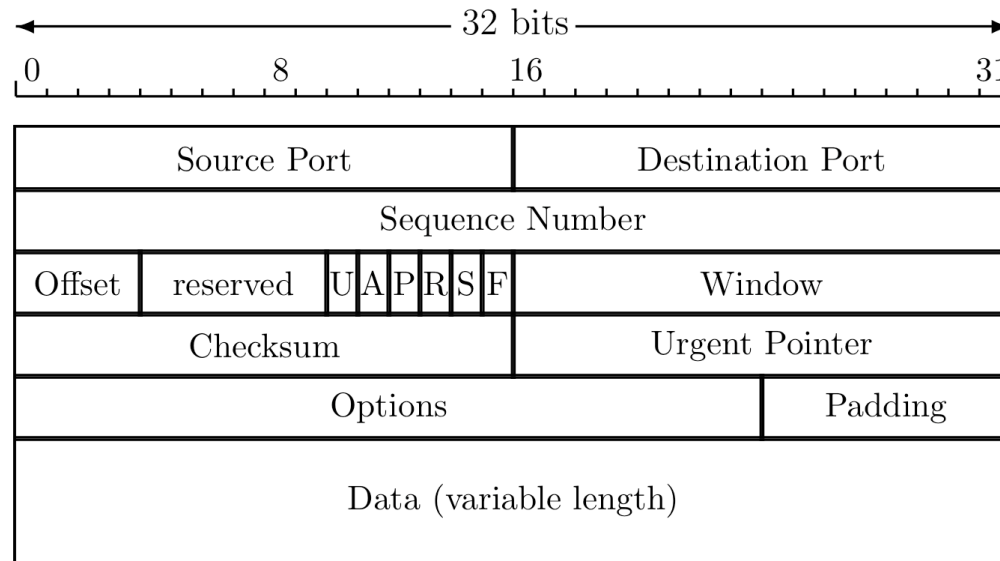 32 bits
0 8 16 31
Source Port Destination Port
Sequence Number
Offset reserved U A P R S F Window
Checksum Urgent Pointer
Options Padding
Data (variable length)